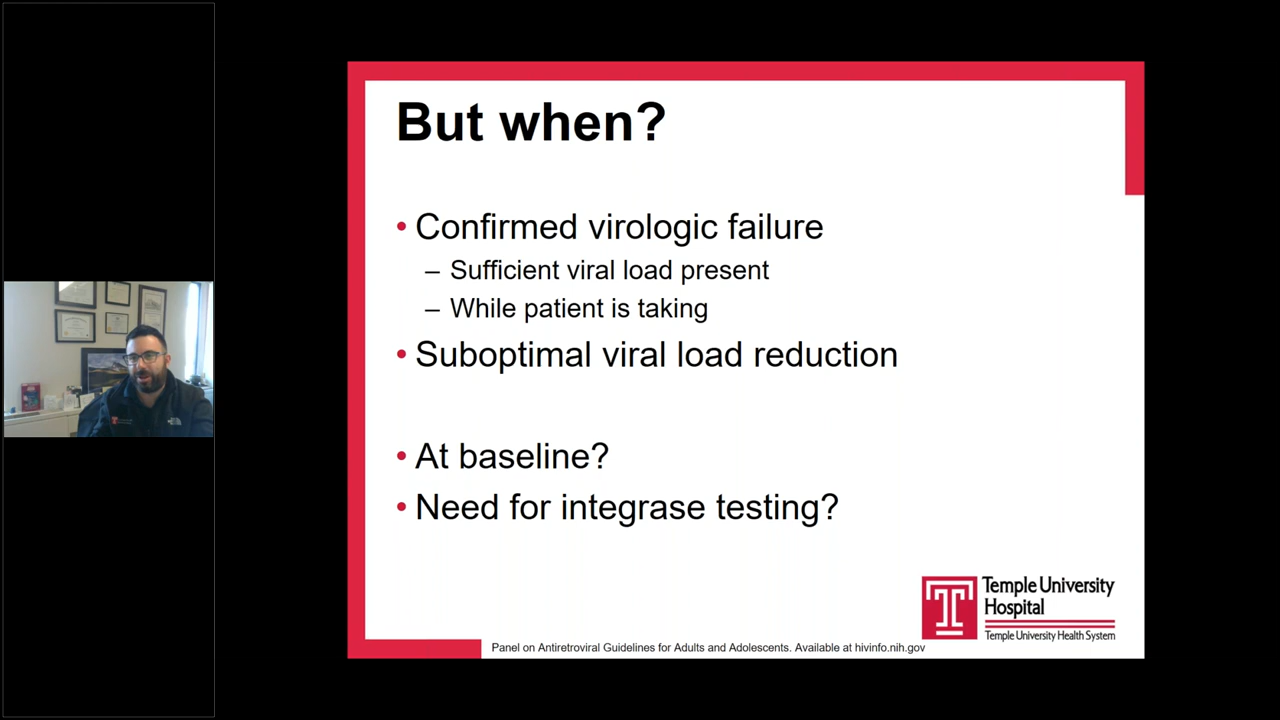 But when?
• Confirmed virologic failure
– Sufficient viral load present
– While patient is taking
• Suboptimal viral load reduction
• At baseline?
• Need for integrase testing?
Temple University
Hospital
Temple University Health System
Panel on Antiretroviral Guidelines for Adults and Adolescents. Available at hivinfo.nih.gov